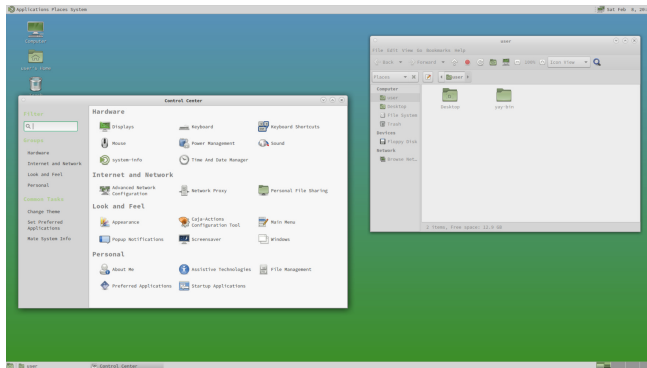 Applications Places System
Sat Feb 8, 20
Computer
user's Home
Control Center
Filter
Groups
Hardware
Internet and Network
Look and Feel
Personal
Common Tasks
Change Theme
Set Preferred
Applications
Mate System Info
Hardware
Displays
Keyboard
Keyboard Shortcuts
Mouse
Power Management
Sound
system-info
Time And Date Manager
Internet and Network
Advanced Network
Configuration
Network Proxy
Personal File Sharing
Look and Feel
Appearance
Caja-Actions
Configuration Tool
Main Menu
Popup Notifications
Screensaver
Windows
Personal
About Me
Assistive Technologies
File Management
Preferred Applications
Startup Applications
user
File Edit View Go Bookmarks Help
Back
Forward
100%
Icon View
Places
user
Computer
user
Desktop
File System
Trash
Devices
Floppy Disk
Network
Browse Net…
Desktop
yay-bin
2 items, Free space: 11.0 GB
user
Control Center